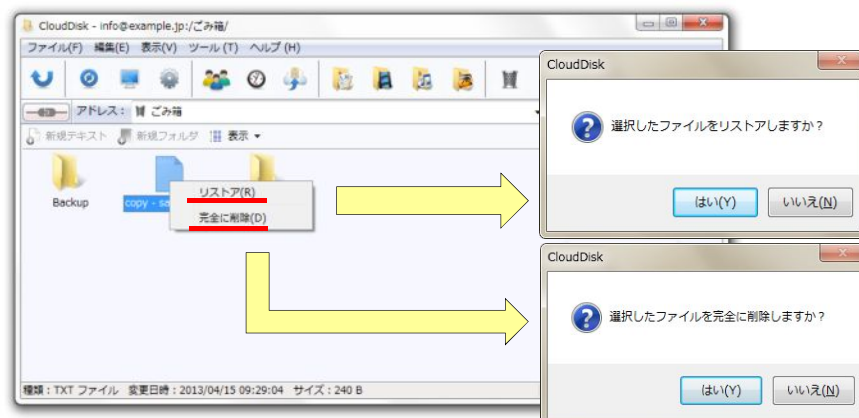 CloudDisk - info@example.jp:/ごみ箱/
ファイル(F) 編集(E) 表示(V) ツール(T) ヘルプ(H)
アドレス: ごみ箱
新規テキスト 新規フォルダ 表示
Backup
copy - sa
リストア(R)
完全に削除(D)
種類:TXT ファイル 変更日時:2013/04/15 09:29:04 サイズ:240 B
CloudDisk
選択したファイルをリストアしますか?
はい(Y) いいえ(N)
CloudDisk
選択したファイルを完全に削除しますか?
はい(Y) いいえ(N)